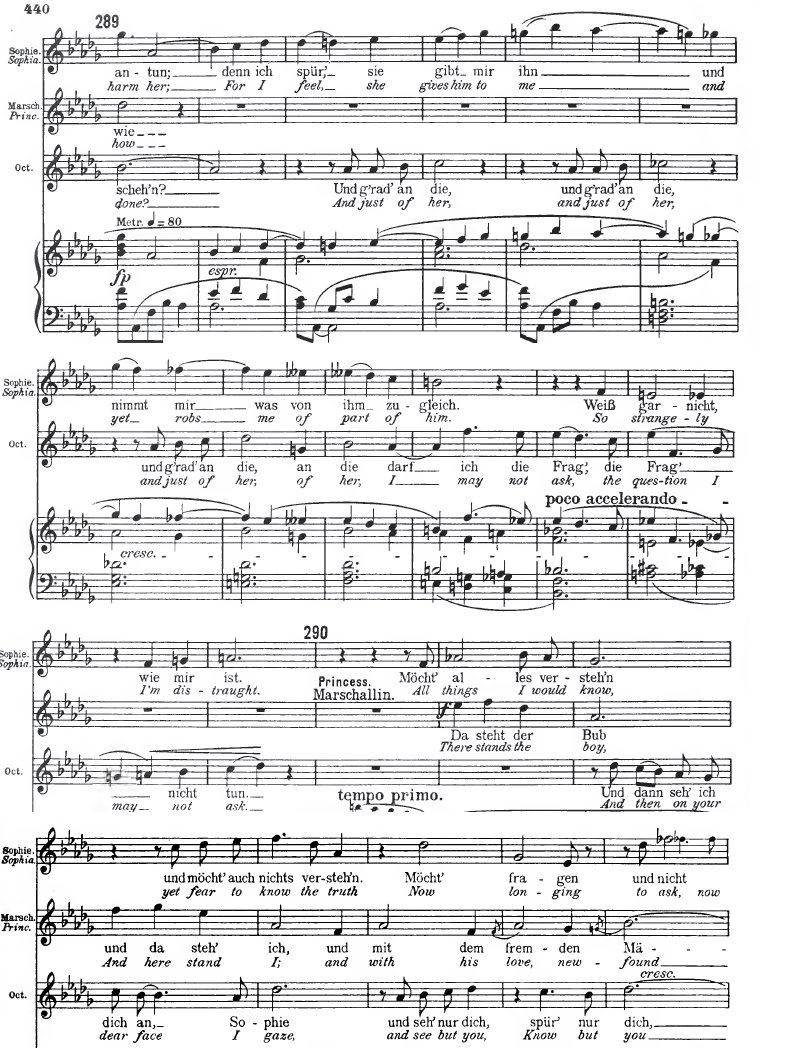 440
289
Sophie.
Sophia.
an - tun; denn ich spür', sie gibt mir ihn und
harm her; For I feel, she gives him to me and
Marsch.
Princ.
wie
how
Oct.
scheh'n? Und g'rad' an die, und g'rad' an die,
done? And just of her, and just of her,
Metr. = 80
fp espr.
Sophie.
Sophia.
nimmt mir was von ihm zu - gleich. Weiß gar - nicht,
yet robs me of part of him. So strange - ly
Oct.
und g'rad' an die, an die darf ich die Frag', die Frag'
and just of her, of her, I may not ask, the ques-tion I
poco accelerando
cresc.
290
Sophie.
Sophia.
wie mir ist. Möcht' al - les ver - steh'n
I'm dis - traught. All things I would know,
Princess.
Marschallin.
f
Da steht der Bub
There stands the boy,
Oct.
nicht tun. Und dann seh' ich
may not ask. And then on your
tempo primo.
Sophie.
Sophia.
und möcht' auch nichts ver-steh'n. Möcht' fra - gen und nicht
yet fear to know the truth Now lon - ging to ask, now
Marsch.
Princ.
und da steh' ich, und mit dem frem - den Mä -
And here stand I; and with his love, new - found
cresc.
Oct.
dich an, So - phie und seh' nur dich, spür' nur dich,
dear face I gaze, and see but you, Know but you